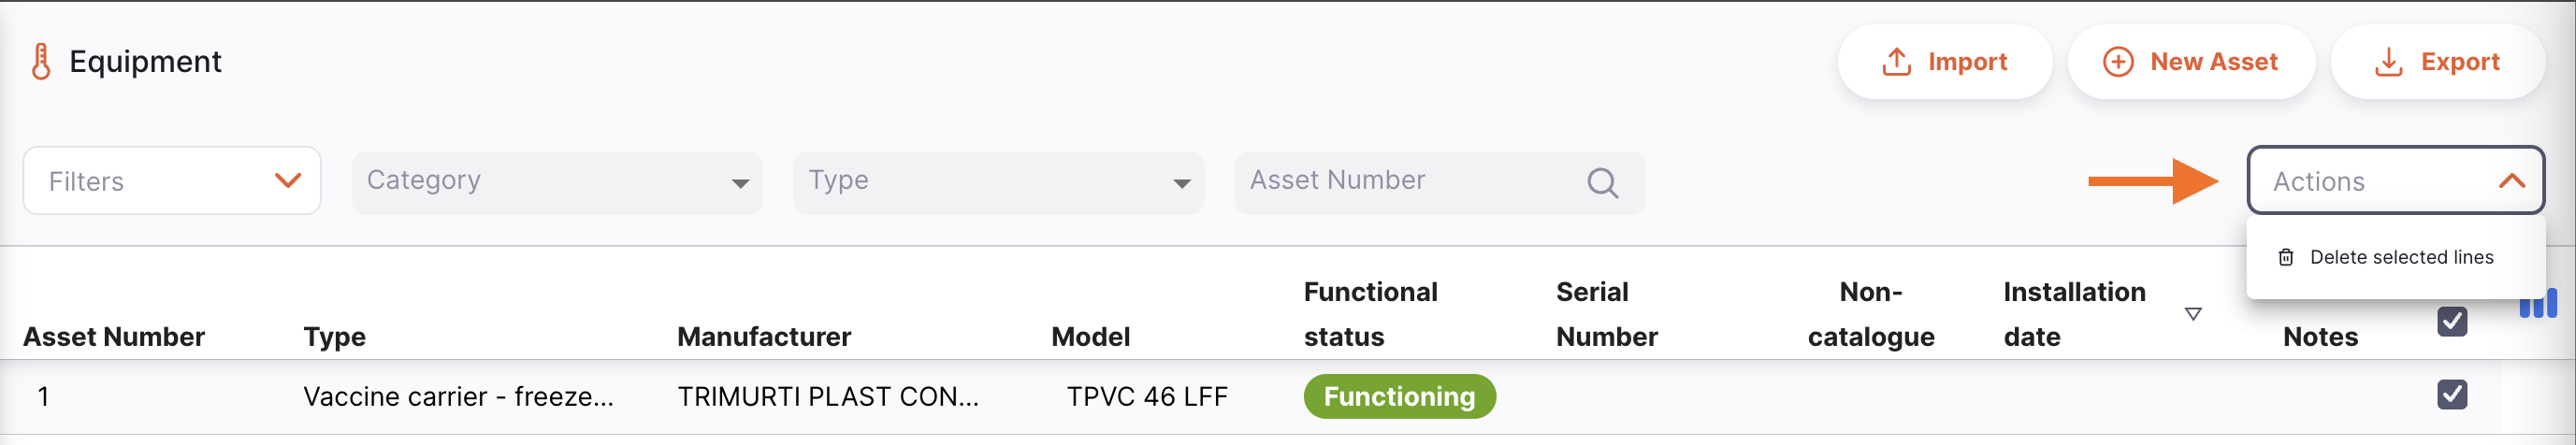 Equipment
Import
New Asset
Export
Filters
Category
Type
Asset Number
Actions
Delete selected lines
Asset Number
Type
Manufacturer
Model
Functional
status
Serial
Number
Non-
catalogue
Installation
date
Notes
1
Vaccine carrier - freeze...
TRIMURTI PLAST CON...
TPVC 46 LFF
Functioning